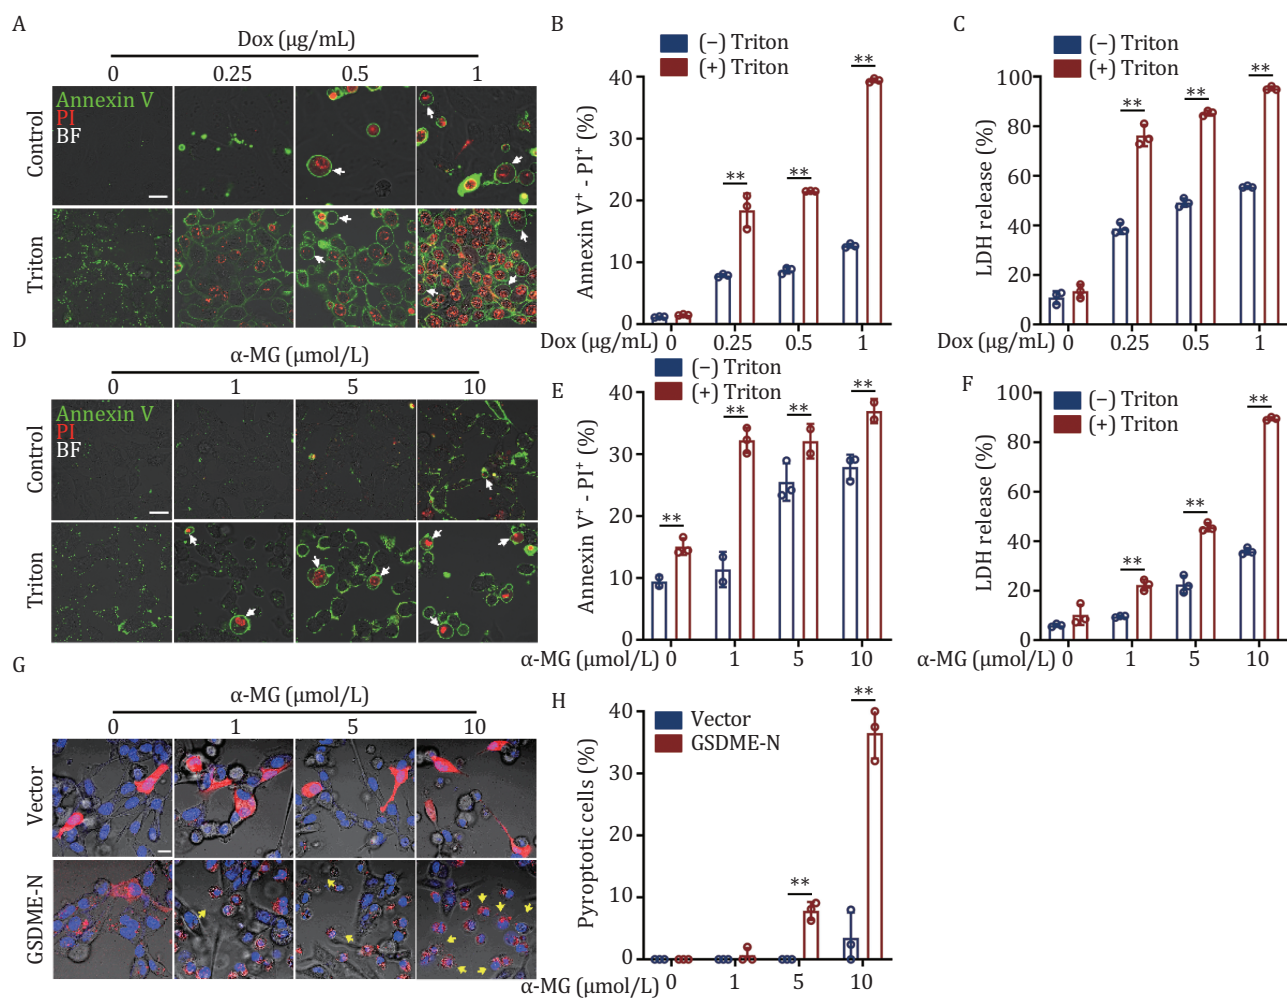 A
Dox (μg/mL)
0 0.25 0.5 1
Annexin V
PI
BF
Control
Triton
B
(−) Triton
(+) Triton
Annexin V⁺ - PI⁺ (%)
40
30
20
10
0
** ** **
Dox (μg/mL) 0 0.25 0.5 1
C
(−) Triton
(+) Triton
LDH release (%)
100
80
60
40
20
0
** ** **
Dox (μg/mL) 0 0.25 0.5 1
D
α-MG (μmol/L)
0 1 5 10
Annexin V
PI
BF
Control
Triton
E
(−) Triton
(+) Triton
Annexin V⁺ - PI⁺ (%)
40
30
20
10
0
** ** ** **
α-MG (μmol/L) 0 1 5 10
F
(−) Triton
(+) Triton
LDH release (%)
100
80
60
40
20
0
** ** **
α-MG (μmol/L) 0 1 5 10
G
α-MG (μmol/L)
0 1 5 10
Vector
GSDME-N
H
Vector
GSDME-N
Pyroptotic cells (%)
40
30
20
10
0
** **
α-MG (μmol/L) 0 1 5 10